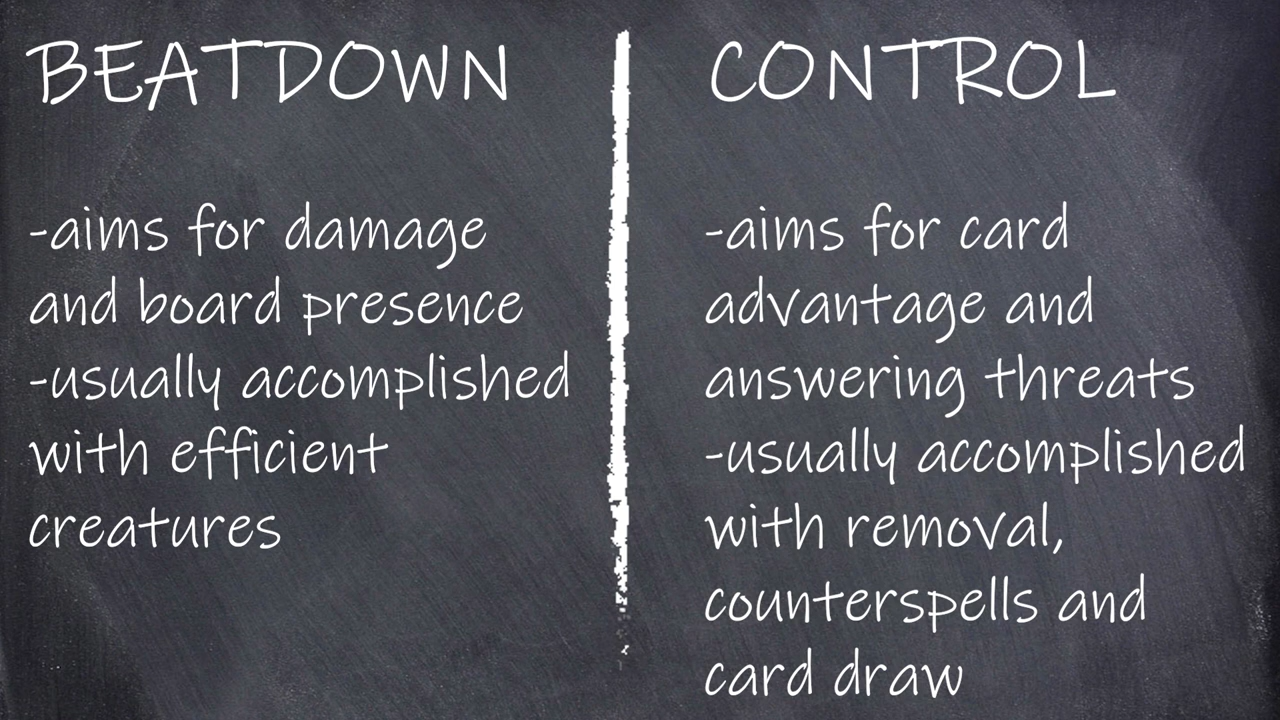 BEATDOWN
-aims for damage
and board presence
-usually accomplished
with efficient
creatures
CONTROL
-aims for card
advantage and
answering threats
-usually accomplished
with removal,
counterspells and
card draw